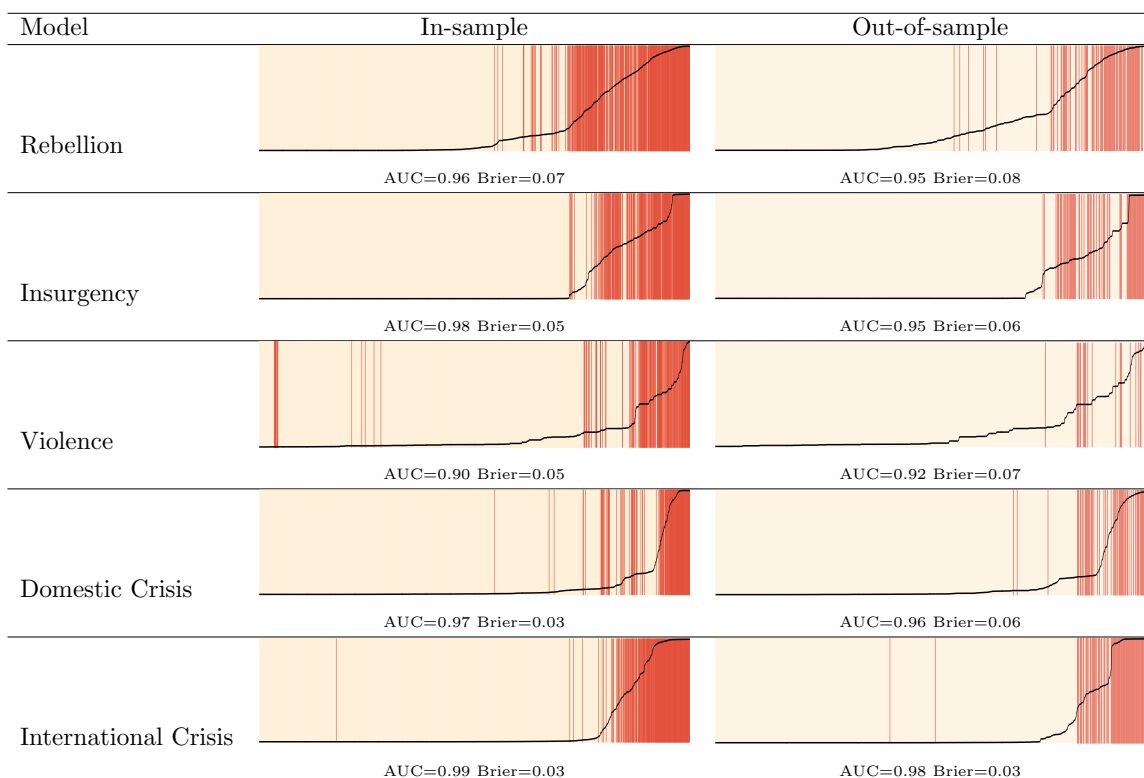 Model In-sample Out-of-sample
Rebellion
AUC=0.96 Brier=0.07 AUC=0.95 Brier=0.08
Insurgency
AUC=0.98 Brier=0.05 AUC=0.95 Brier=0.06
Violence
AUC=0.90 Brier=0.05 AUC=0.92 Brier=0.07
Domestic Crisis
AUC=0.97 Brier=0.03 AUC=0.96 Brier=0.06
International Crisis
AUC=0.99 Brier=0.03 AUC=0.98 Brier=0.03